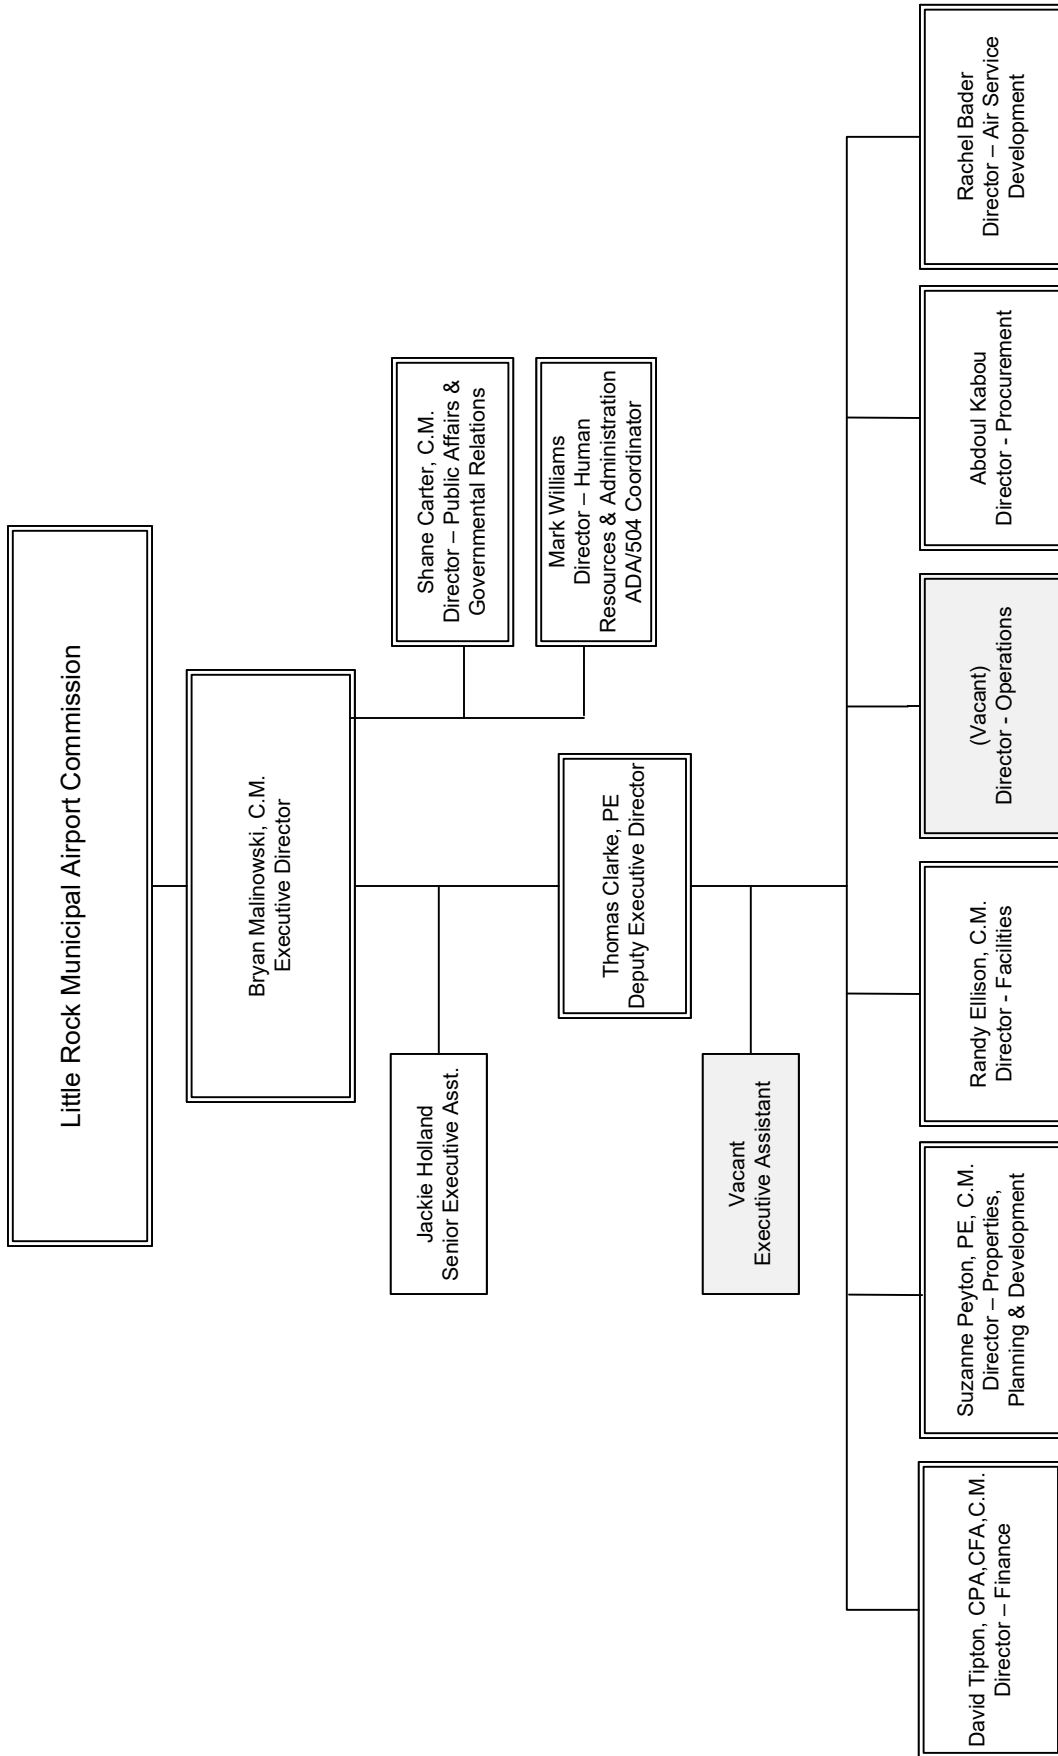 Little Rock Municipal Airport Commission
Bryan Malinowski, C.M.
Executive Director
Jackie Holland
Senior Executive Asst.
Shane Carter, C.M.
Director – Public Affairs &
Governmental Relations
Mark Williams
Director – Human
Resources & Administration
ADA/504 Coordinator
Thomas Clarke, PE
Deputy Executive Director
Vacant
Executive Assistant
David Tipton, CPA,CFA,C.M.
Director – Finance
Suzanne Peyton, PE, C.M.
Director – Properties,
Planning & Development
Randy Ellison, C.M.
Director - Facilities
(Vacant)
Director - Operations
Abdoul Kabou
Director - Procurement
Rachel Bader
Director – Air Service
Development